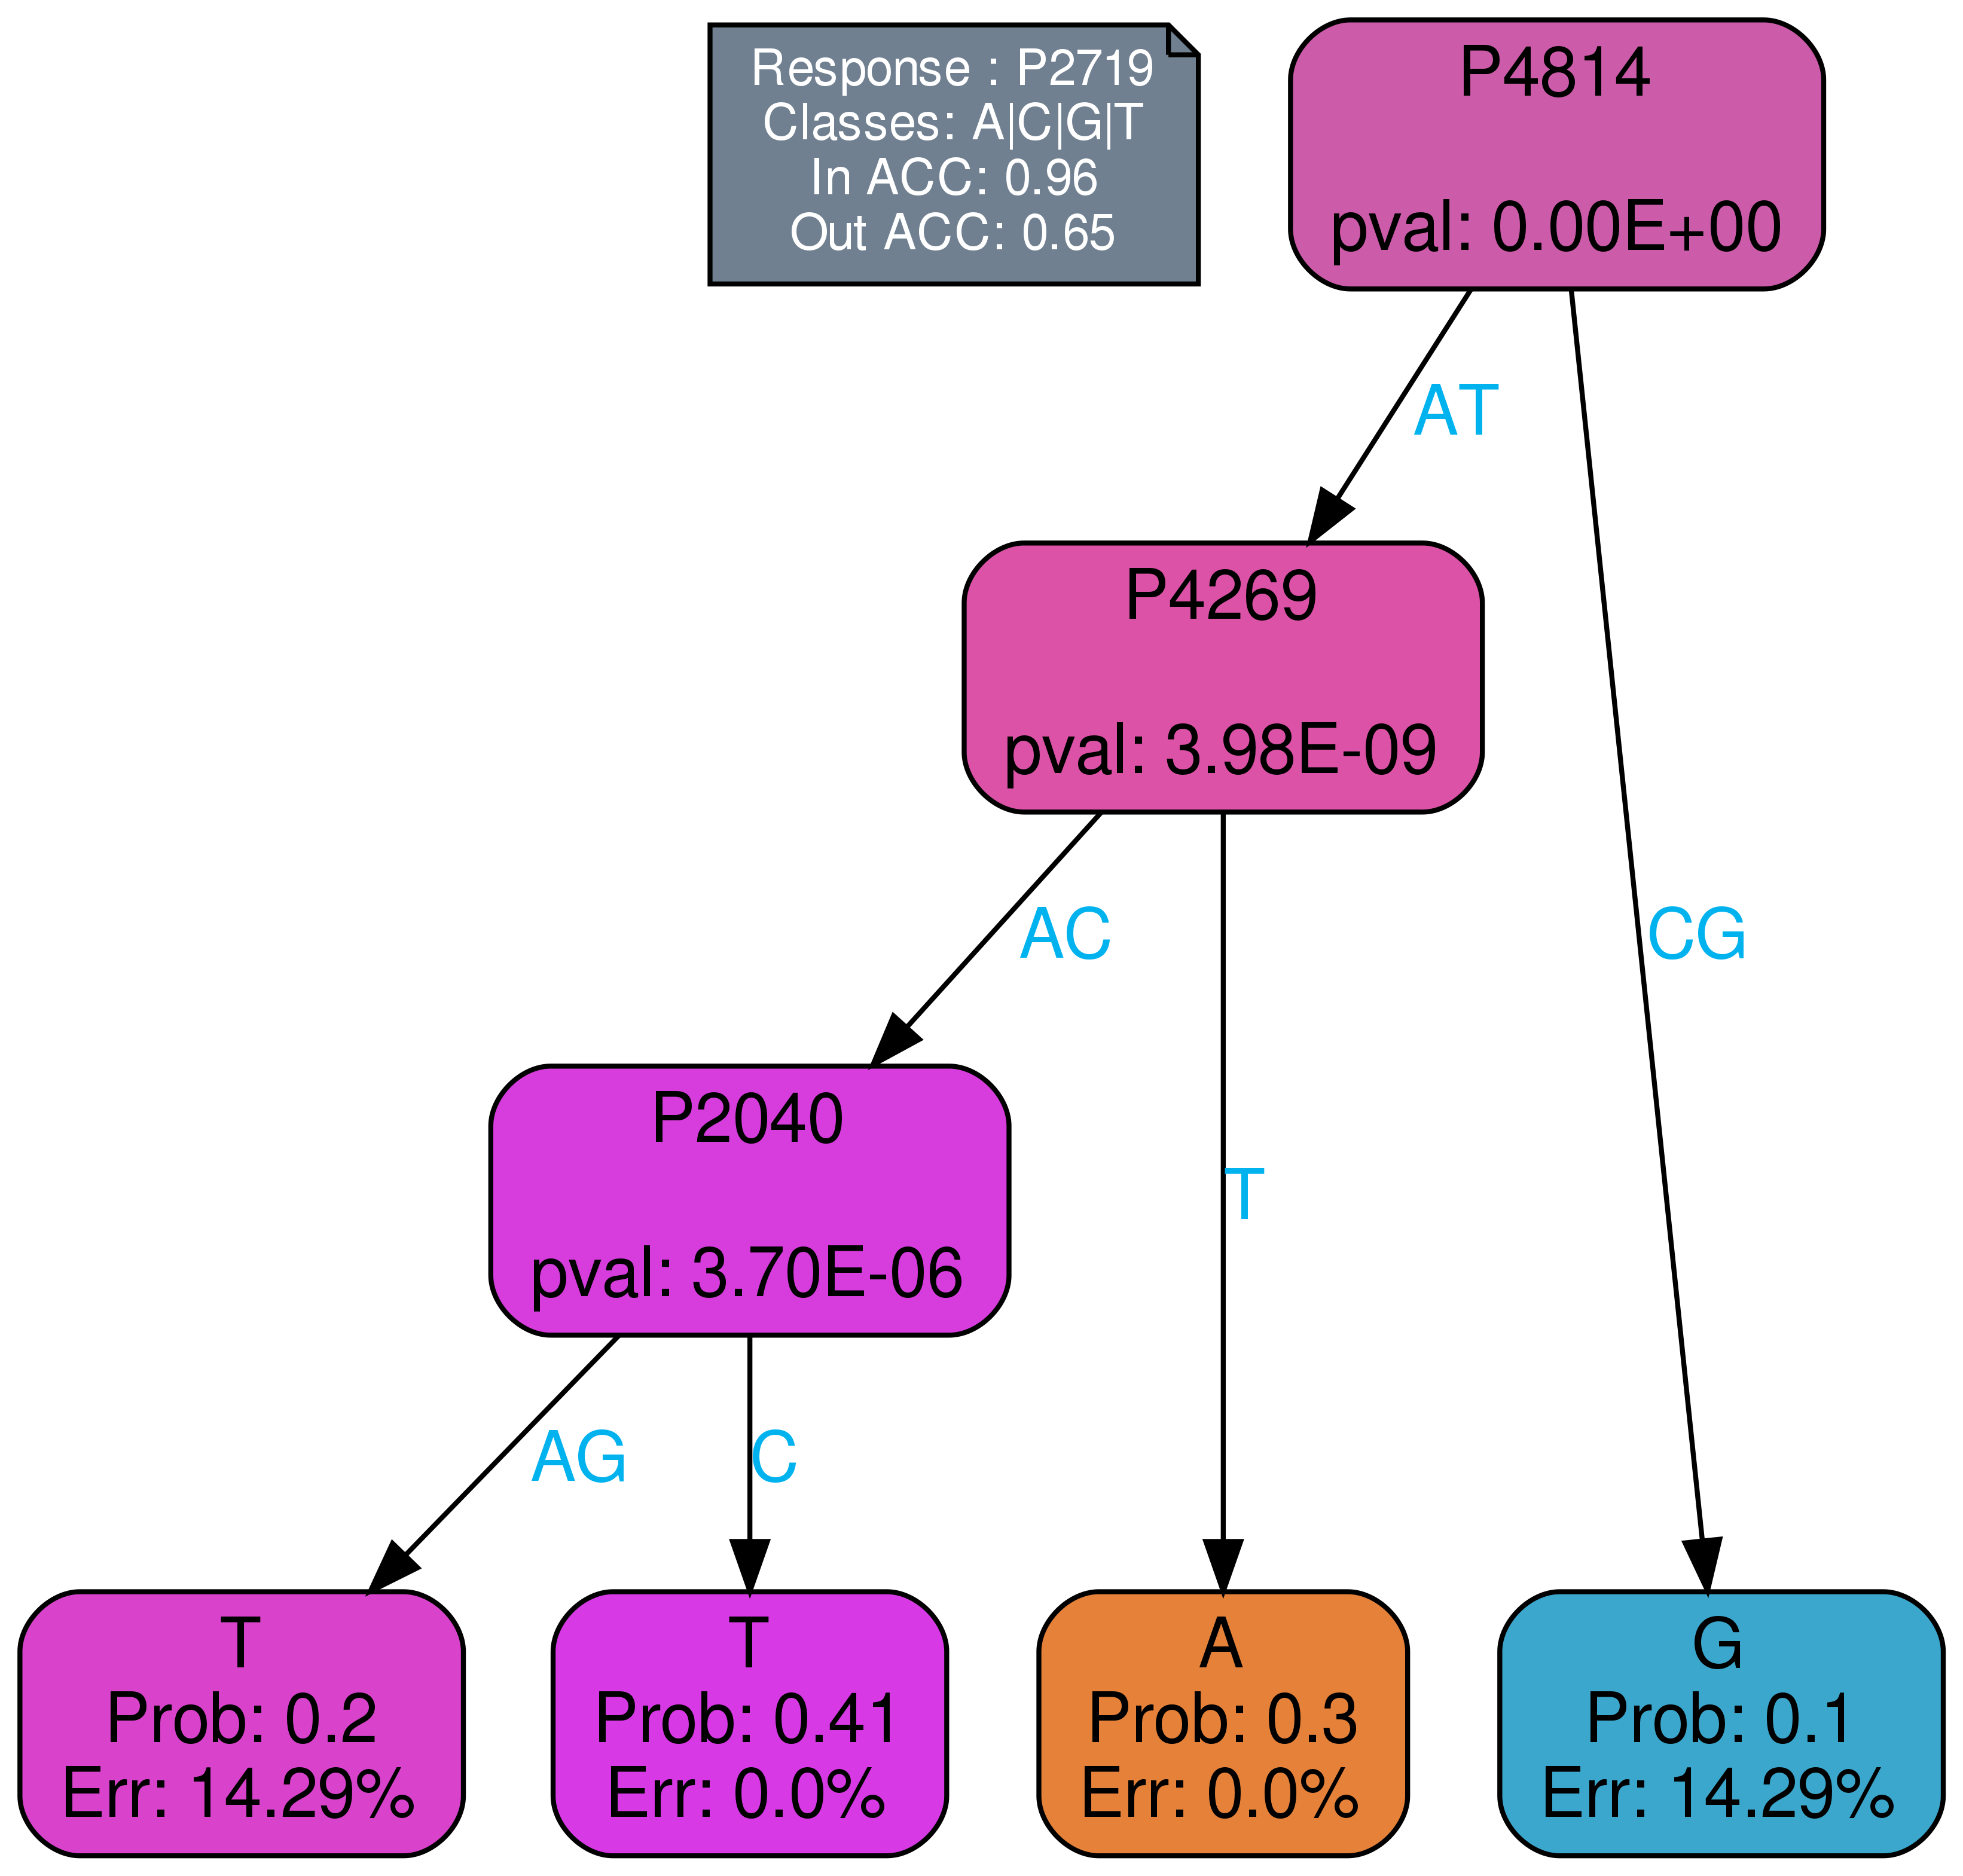 Response : P2719
Classes: A|C|G|T
In ACC: 0.96
Out ACC: 0.65
P4814
pval: 0.00E+00
AT
P4269
pval: 3.98E-09
AC
CG
P2040
T
pval: 3.70E-06
AG
C
T
Prob: 0.2
Err: 14.29%
T
Prob: 0.41
Err: 0.0%
A
Prob: 0.3
Err: 0.0%
G
Prob: 0.1
Err: 14.29%